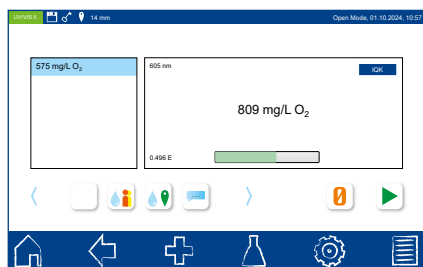 UV/VIS II 14 mm Open Mode, 01.10.2024, 10:57
575 mg/L O₂
605 nm
IQK
809 mg/L O₂
0.496 E